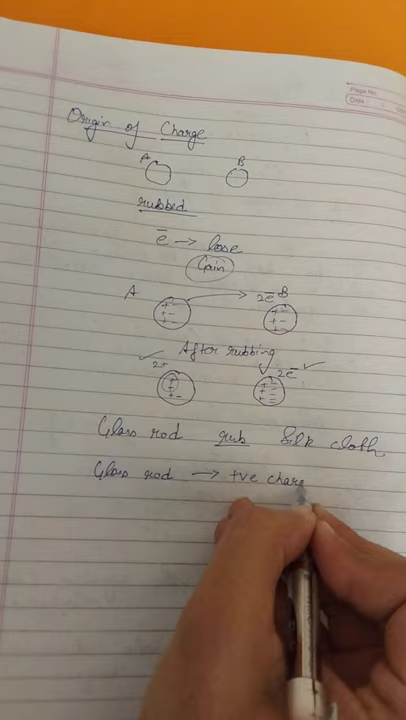 Page No.
Date
Origin of Charge
A B
rubbed
e̅ → lose
Gain
A 2e̅ B
After rubbing
2+ 2e̅
Glass rod rub Silk cloth
Glass rod → +ve char